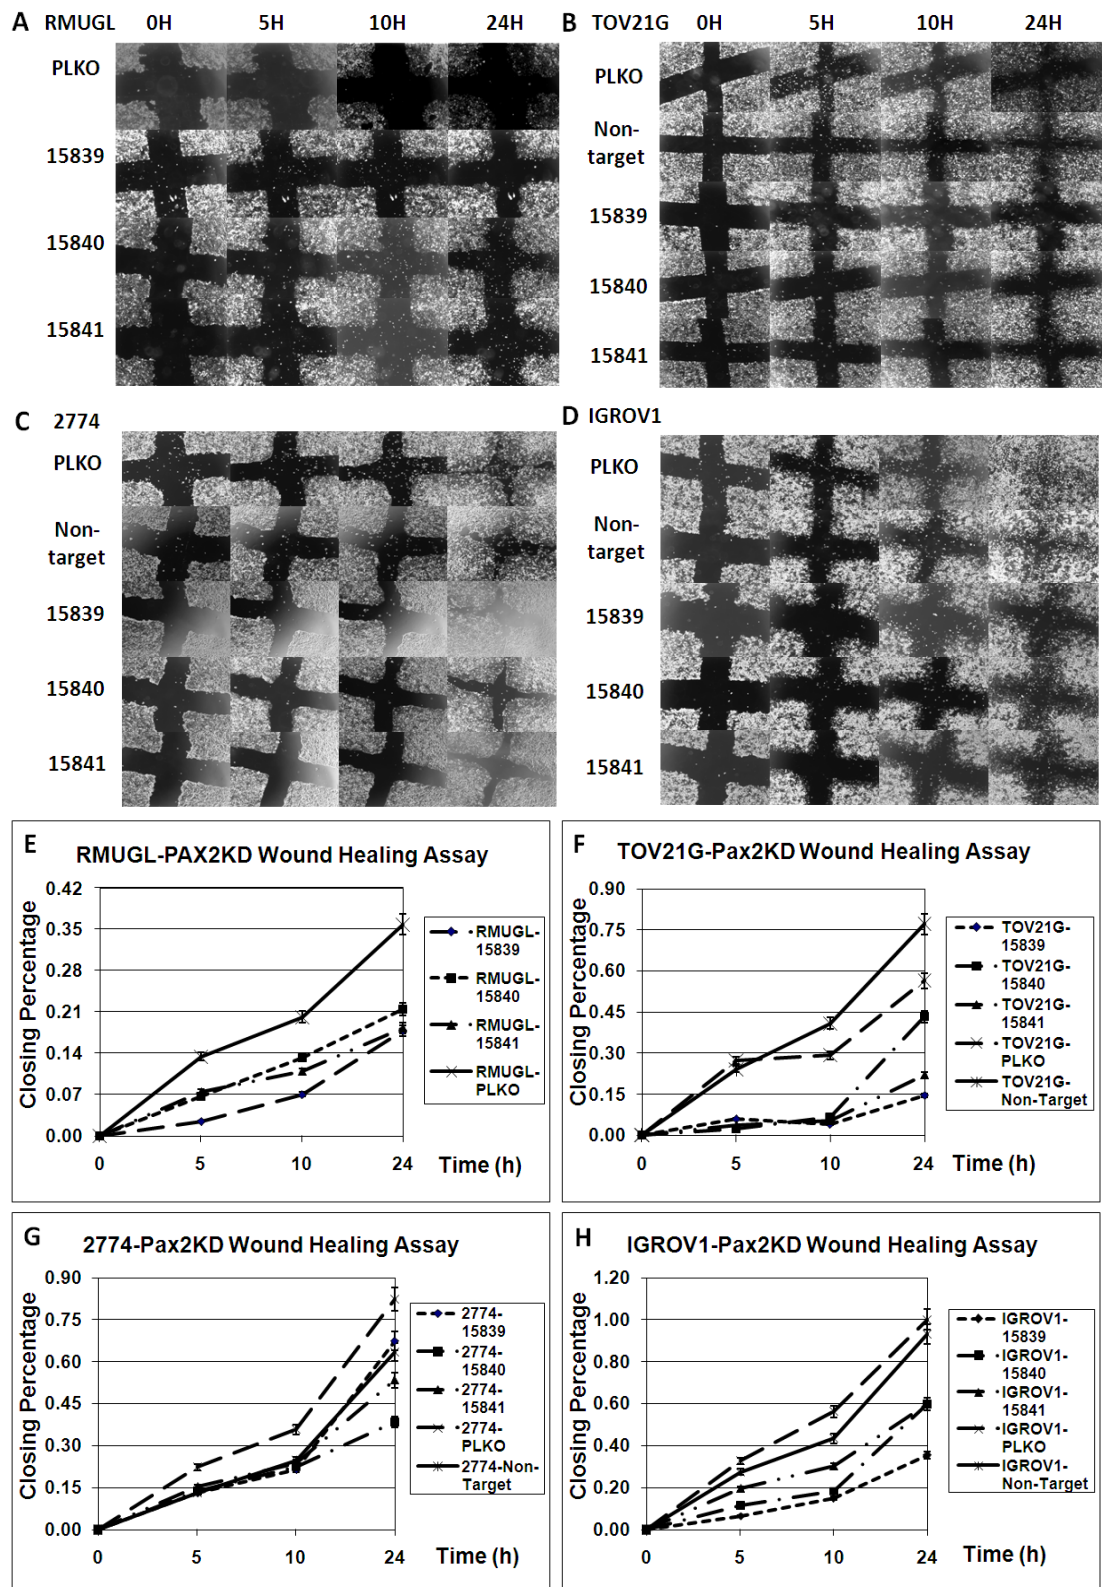 A RMUGL 0H 5H 10H 24H
PLKO
15839
15840
15841
B TOV21G 0H 5H 10H 24H
PLKO
Non-
target
15839
15840
15841
C 2774
PLKO
Non-
target
15839
15840
15841
D IGROV1
PLKO
Non-
target
15839
15840
15841
E
RMUGL-PAX2KD Wound Healing Assay
Closing Percentage
0.42
0.35
0.28
0.21
0.14
0.07
0.00
0 5 10 24 Time (h)
RMUGL-
15839
RMUGL-
15840
RMUGL-
15841
RMUGL-
PLKO
F
TOV21G-Pax2KD Wound Healing Assay
Closing Percentage
0.90
0.75
0.60
0.45
0.30
0.15
0.00
0 5 10 24 Time (h)
TOV21G-
15839
TOV21G-
15840
TOV21G-
15841
TOV21G-
PLKO
TOV21G-
Non-Target
G
2774-Pax2KD Wound Healing Assay
Closing Percentage
0.90
0.75
0.60
0.45
0.30
0.15
0.00
0 5 10 24 Time (h)
2774-
15839
2774-
15840
2774-
15841
2774-
PLKO
2774-Non-
Target
H
IGROV1-Pax2KD Wound Healing Assay
Closing Percentage
1.20
1.00
0.80
0.60
0.40
0.20
0.00
0 5 10 24 Time (h)
IGROV1-
15839
IGROV1-
15840
IGROV1-
15841
IGROV1-
PLKO
IGROV1-
Non-Target